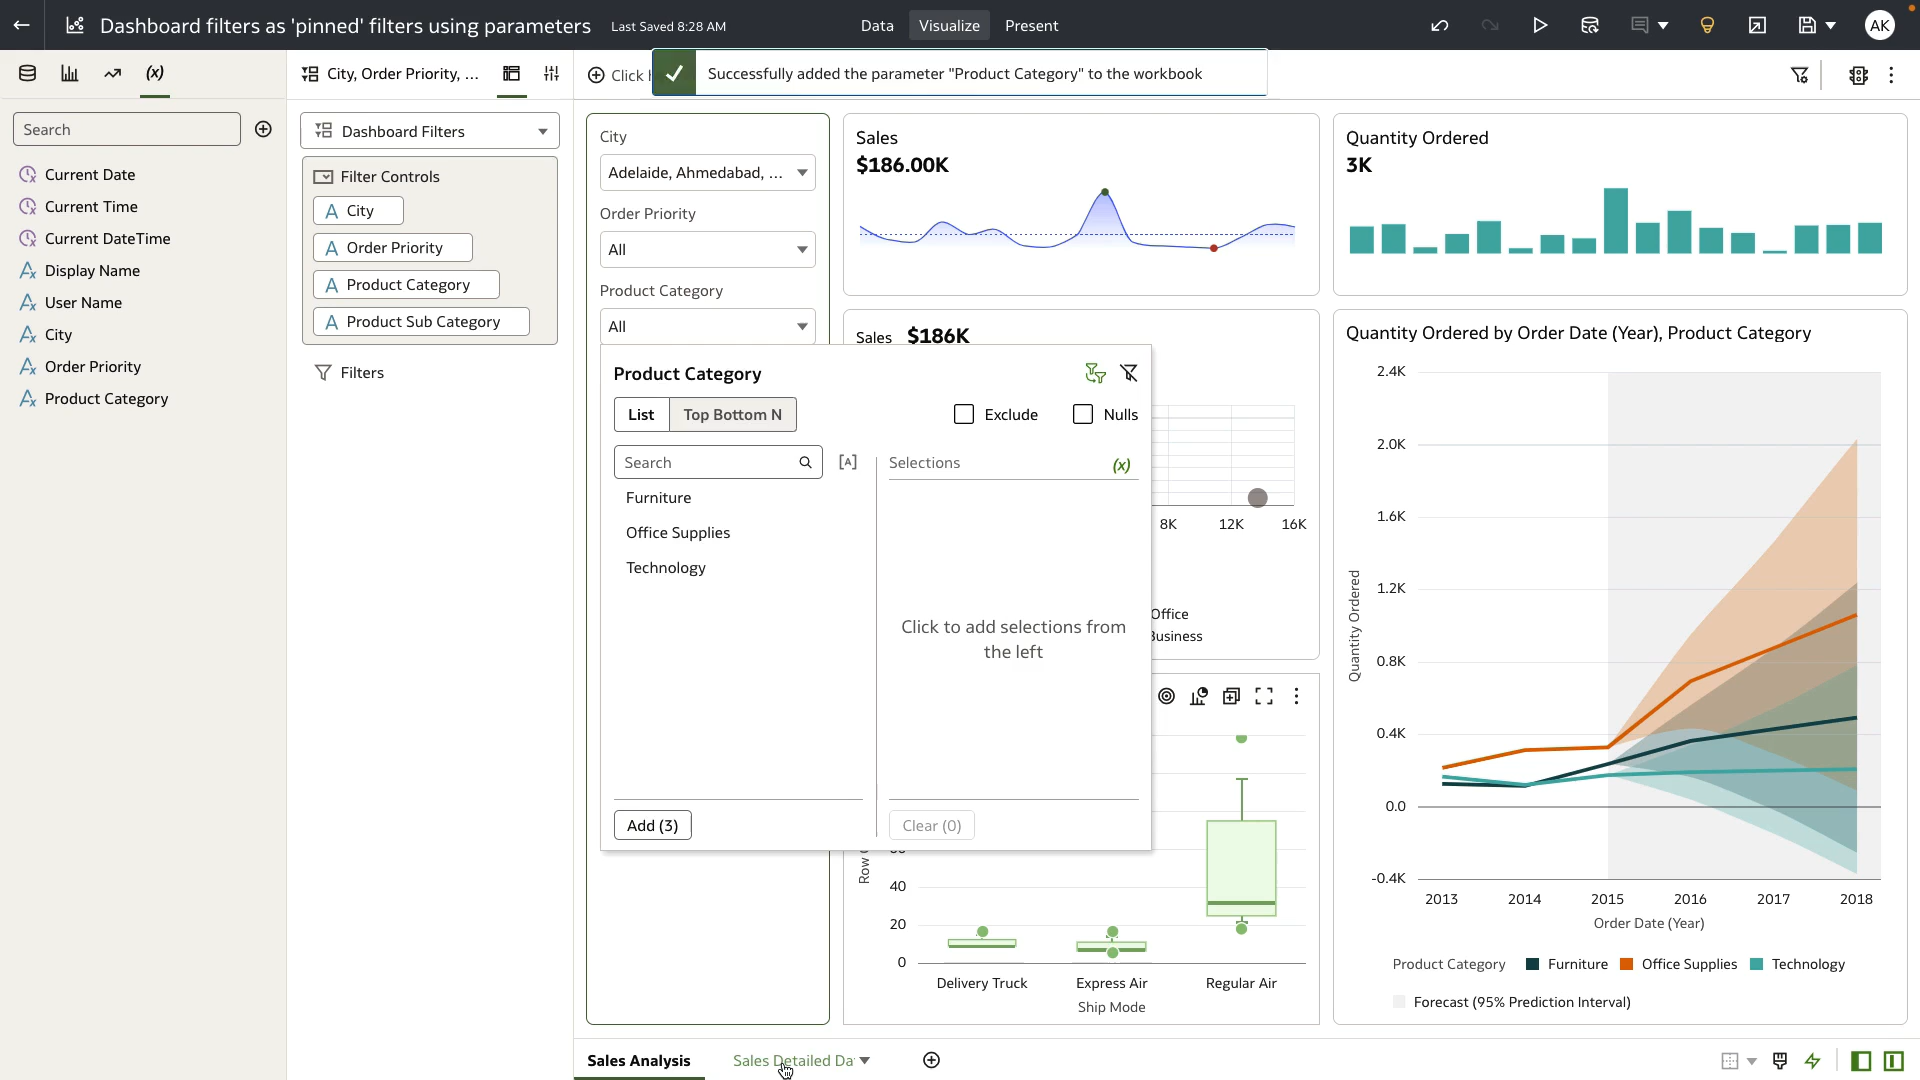 Dashboard filters as 'pinned' filters using parameters
Last Saved 8:28 AM
Data
Visualize
Present
AK
City, Order Priority, ...
Click
Successfully added the parameter "Product Category" to the workbook
Search
Current Date
Current Time
Current DateTime
Display Name
User Name
City
Order Priority
Product Category
Dashboard Filters
Filter Controls
A City
A Order Priority
A Product Category
A Product Sub Category
Filters
City
Adelaide, Ahmedabad, ...
Order Priority
All
Product Category
All
Sales
$186.00K
Quantity Ordered
3K
Sales $186K
Product Category
List
Top Bottom N
Exclude
Nulls
Search
[A]
Selections
(x)
Furniture
Office Supplies
Technology
Click to add selections from
the left
Add (3)
Clear (0)
8K
12K
16K
Office
Business
Row
40
20
0
Delivery Truck
Express Air
Regular Air
Ship Mode
Quantity Ordered by Order Date (Year), Product Category
2.4K
2.0K
1.6K
1.2K
0.8K
0.4K
0.0
-0.4K
Quantity Ordered
2013
2014
2015
2016
2017
2018
Order Date (Year)
Product Category
Furniture
Office Supplies
Technology
Forecast (95% Prediction Interval)
Sales Analysis
Sales Detailed Da